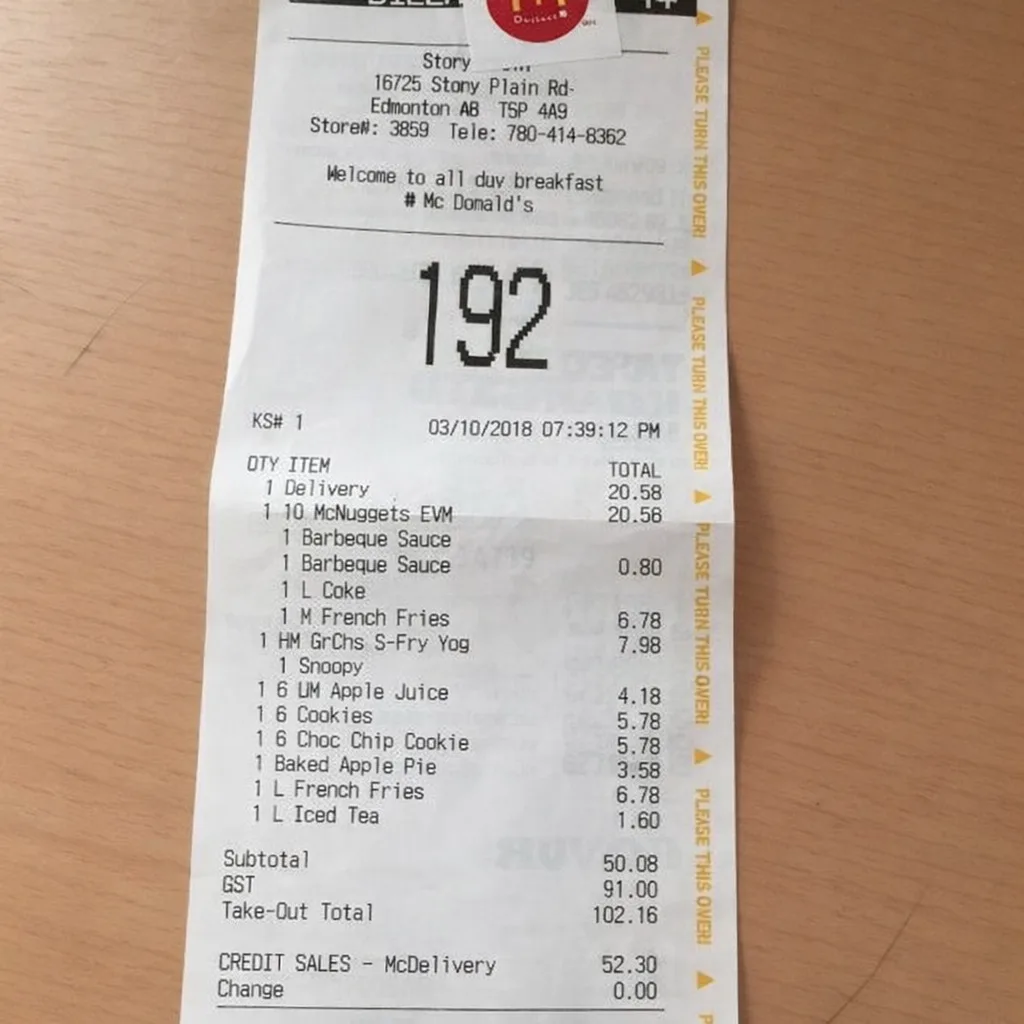 Story
16725 Stony Plain Rd-
Edmonton AB TSP 4A9
Store#: 3859 Tele: 780-414-8362
Welcome to all duv breakfast
# Mc Donald's
192
KS# 1 03/10/2018 07:39:12 PM
QTY ITEM TOTAL
1 Delivery 20.58
1 10 McNuggets EVM 20.56
1 Barbeque Sauce
1 Barbeque Sauce 0.80
1 L Coke
1 M French Fries 6.78
1 HM GrChs S-Fry Yog 7.98
1 Snoopy
1 6 UM Apple Juice 4.18
1 6 Cookies 5.78
1 6 Choc Chip Cookie 5.78
1 Baked Apple Pie 3.58
1 L French Fries 6.78
1 L Iced Tea 1.60
Subtotal 50.08
GST 91.00
Take-Out Total 102.16
CREDIT SALES - McDelivery 52.30
Change 0.00
PLEASE TURN THIS OVER!
PLEASE TURN THIS OVER!
PLEASE TURN THIS OVER!
PLEASE THIS OVER!